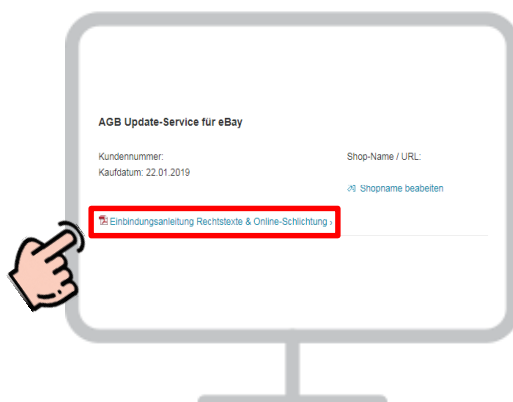 AGB Update-Service für eBay
Kundennummer:
Kaufdatum: 22.01.2019
Shop-Name / URL:
Shopname beabeiten
Einbindungsanleitung Rechtstexte & Online-Schlichtung ›